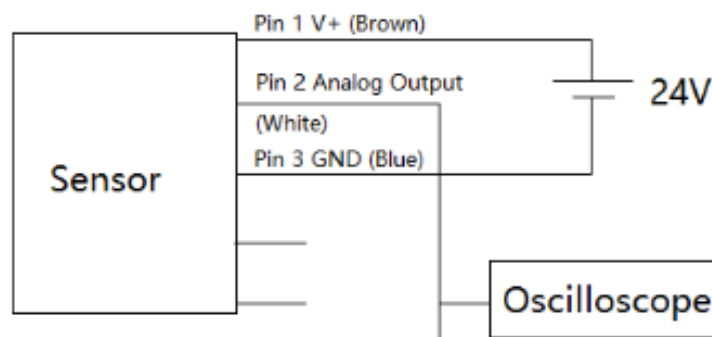 Pin 1 V+ (Brown)
Pin 2 Analog Output
(White)
24V
Pin 3 GND (Blue)
Sensor
Oscilloscope